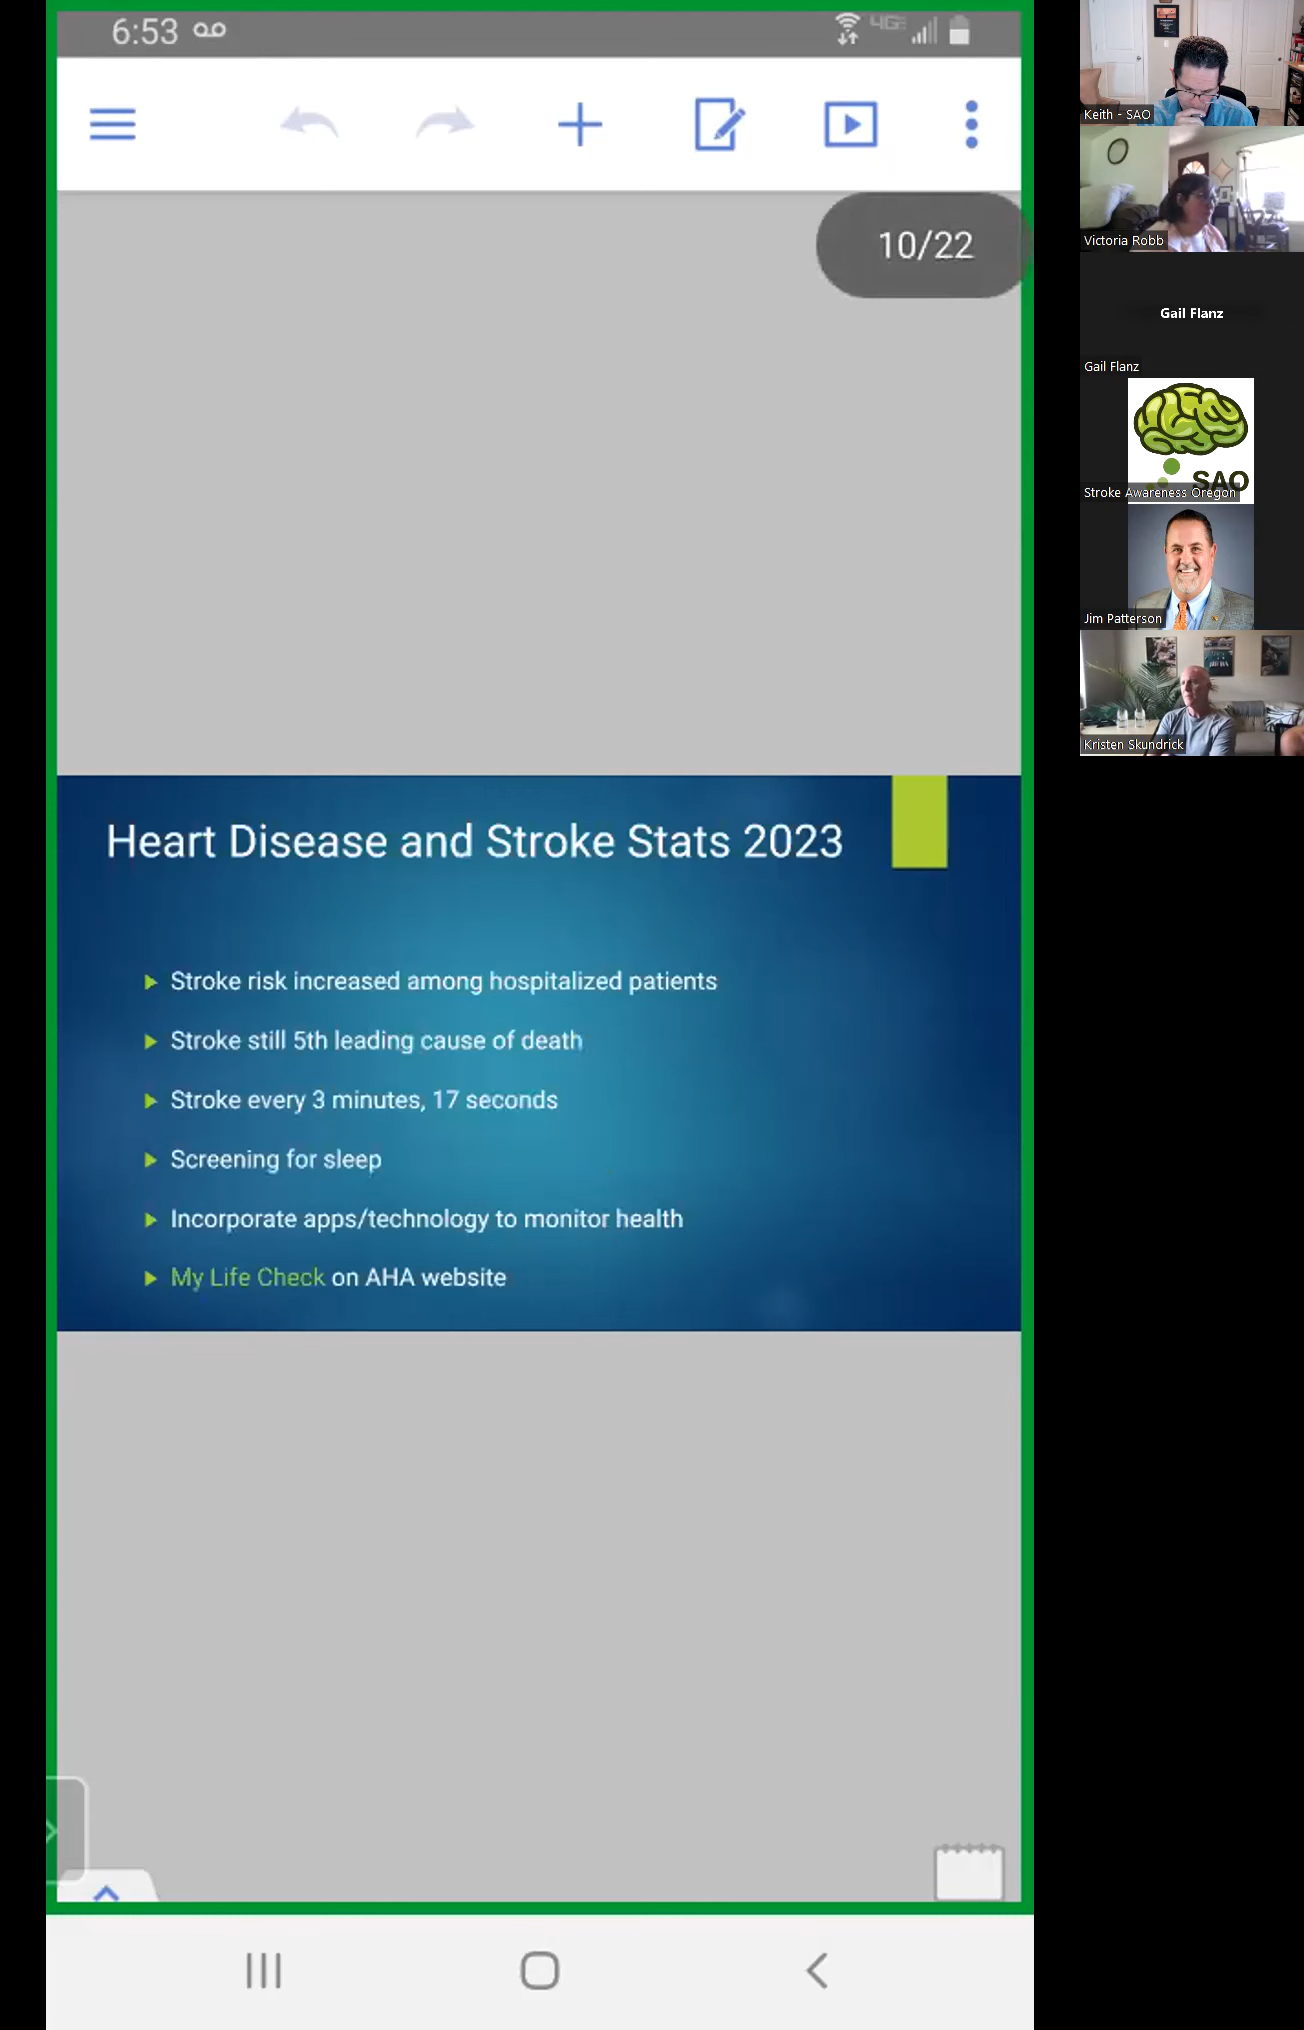 6:53
4GE
10/22
Heart Disease and Stroke Stats 2023
Stroke risk increased among hospitalized patients
Stroke still 5th leading cause of death
Stroke every 3 minutes, 17 seconds
Screening for sleep
Incorporate apps/technology to monitor health
My Life Check on AHA website
Keith - SAO
Victoria Robb
Gail Flanz
Gail Flanz
SAO
Stroke Awareness Oregon
Jim Patterson
Kristen Skundrick